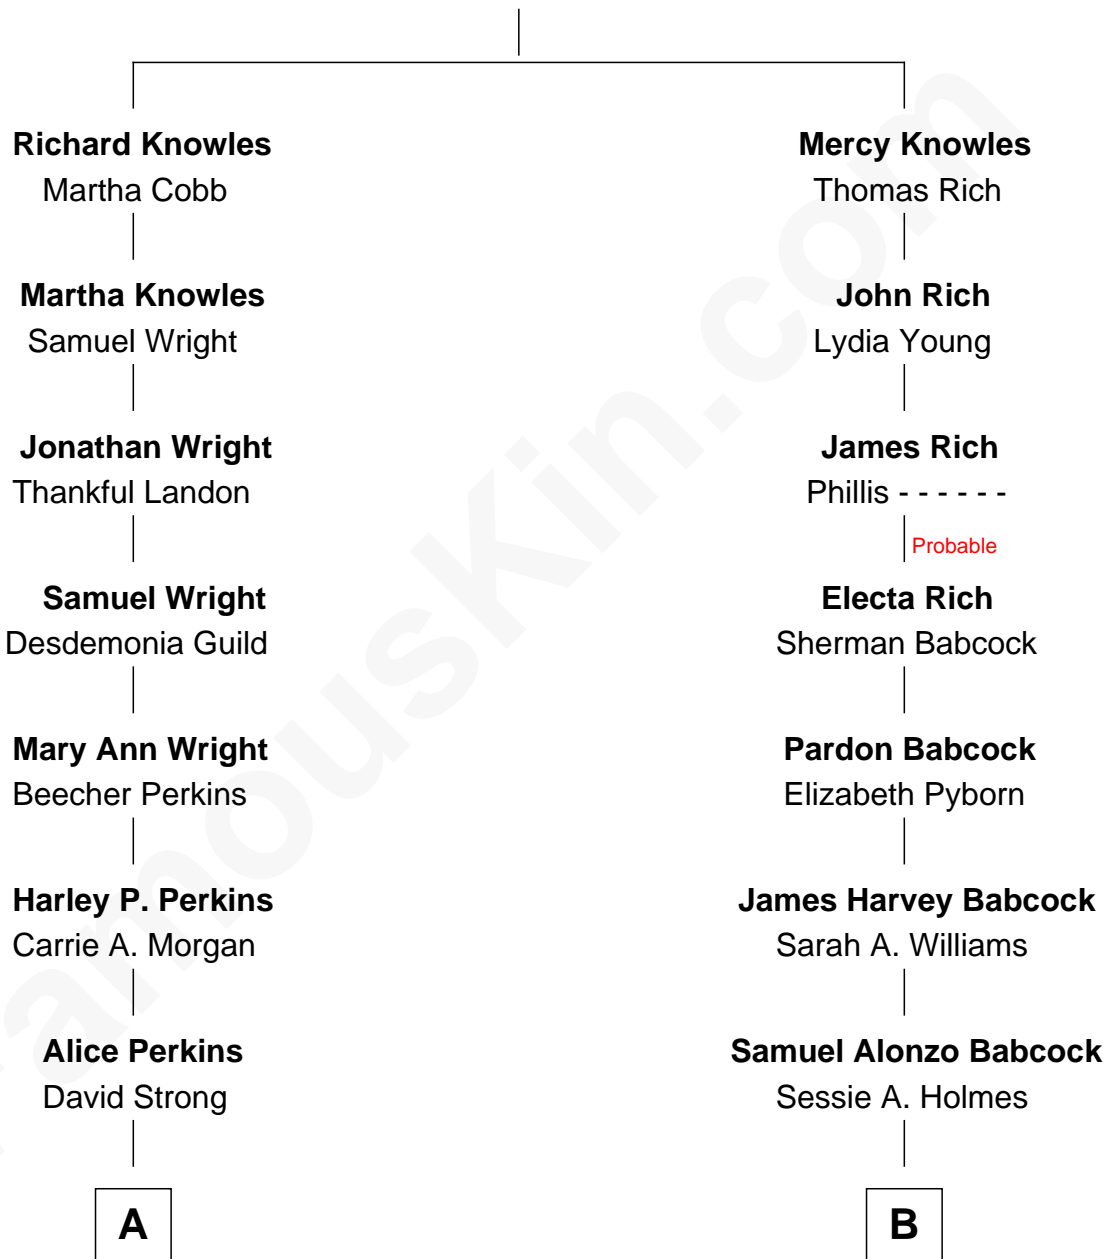 Richard Knowles
Martha Cobb
Mercy Knowles
Thomas Rich
Martha Knowles
Samuel Wright
John Rich
Lydia Young
Jonathan Wright
Thankful Landon
James Rich
Phillis - - - - - -
Probable
Samuel Wright
Desdemonia Guild
Electa Rich
Sherman Babcock
Mary Ann Wright
Beecher Perkins
Pardon Babcock
Elizabeth Pyborn
Harley P. Perkins
Carrie A. Morgan
James Harvey Babcock
Sarah A. Williams
Alice Perkins
David Strong
Samuel Alonzo Babcock
Sessie A. Holmes
A
B
FamousKin.com